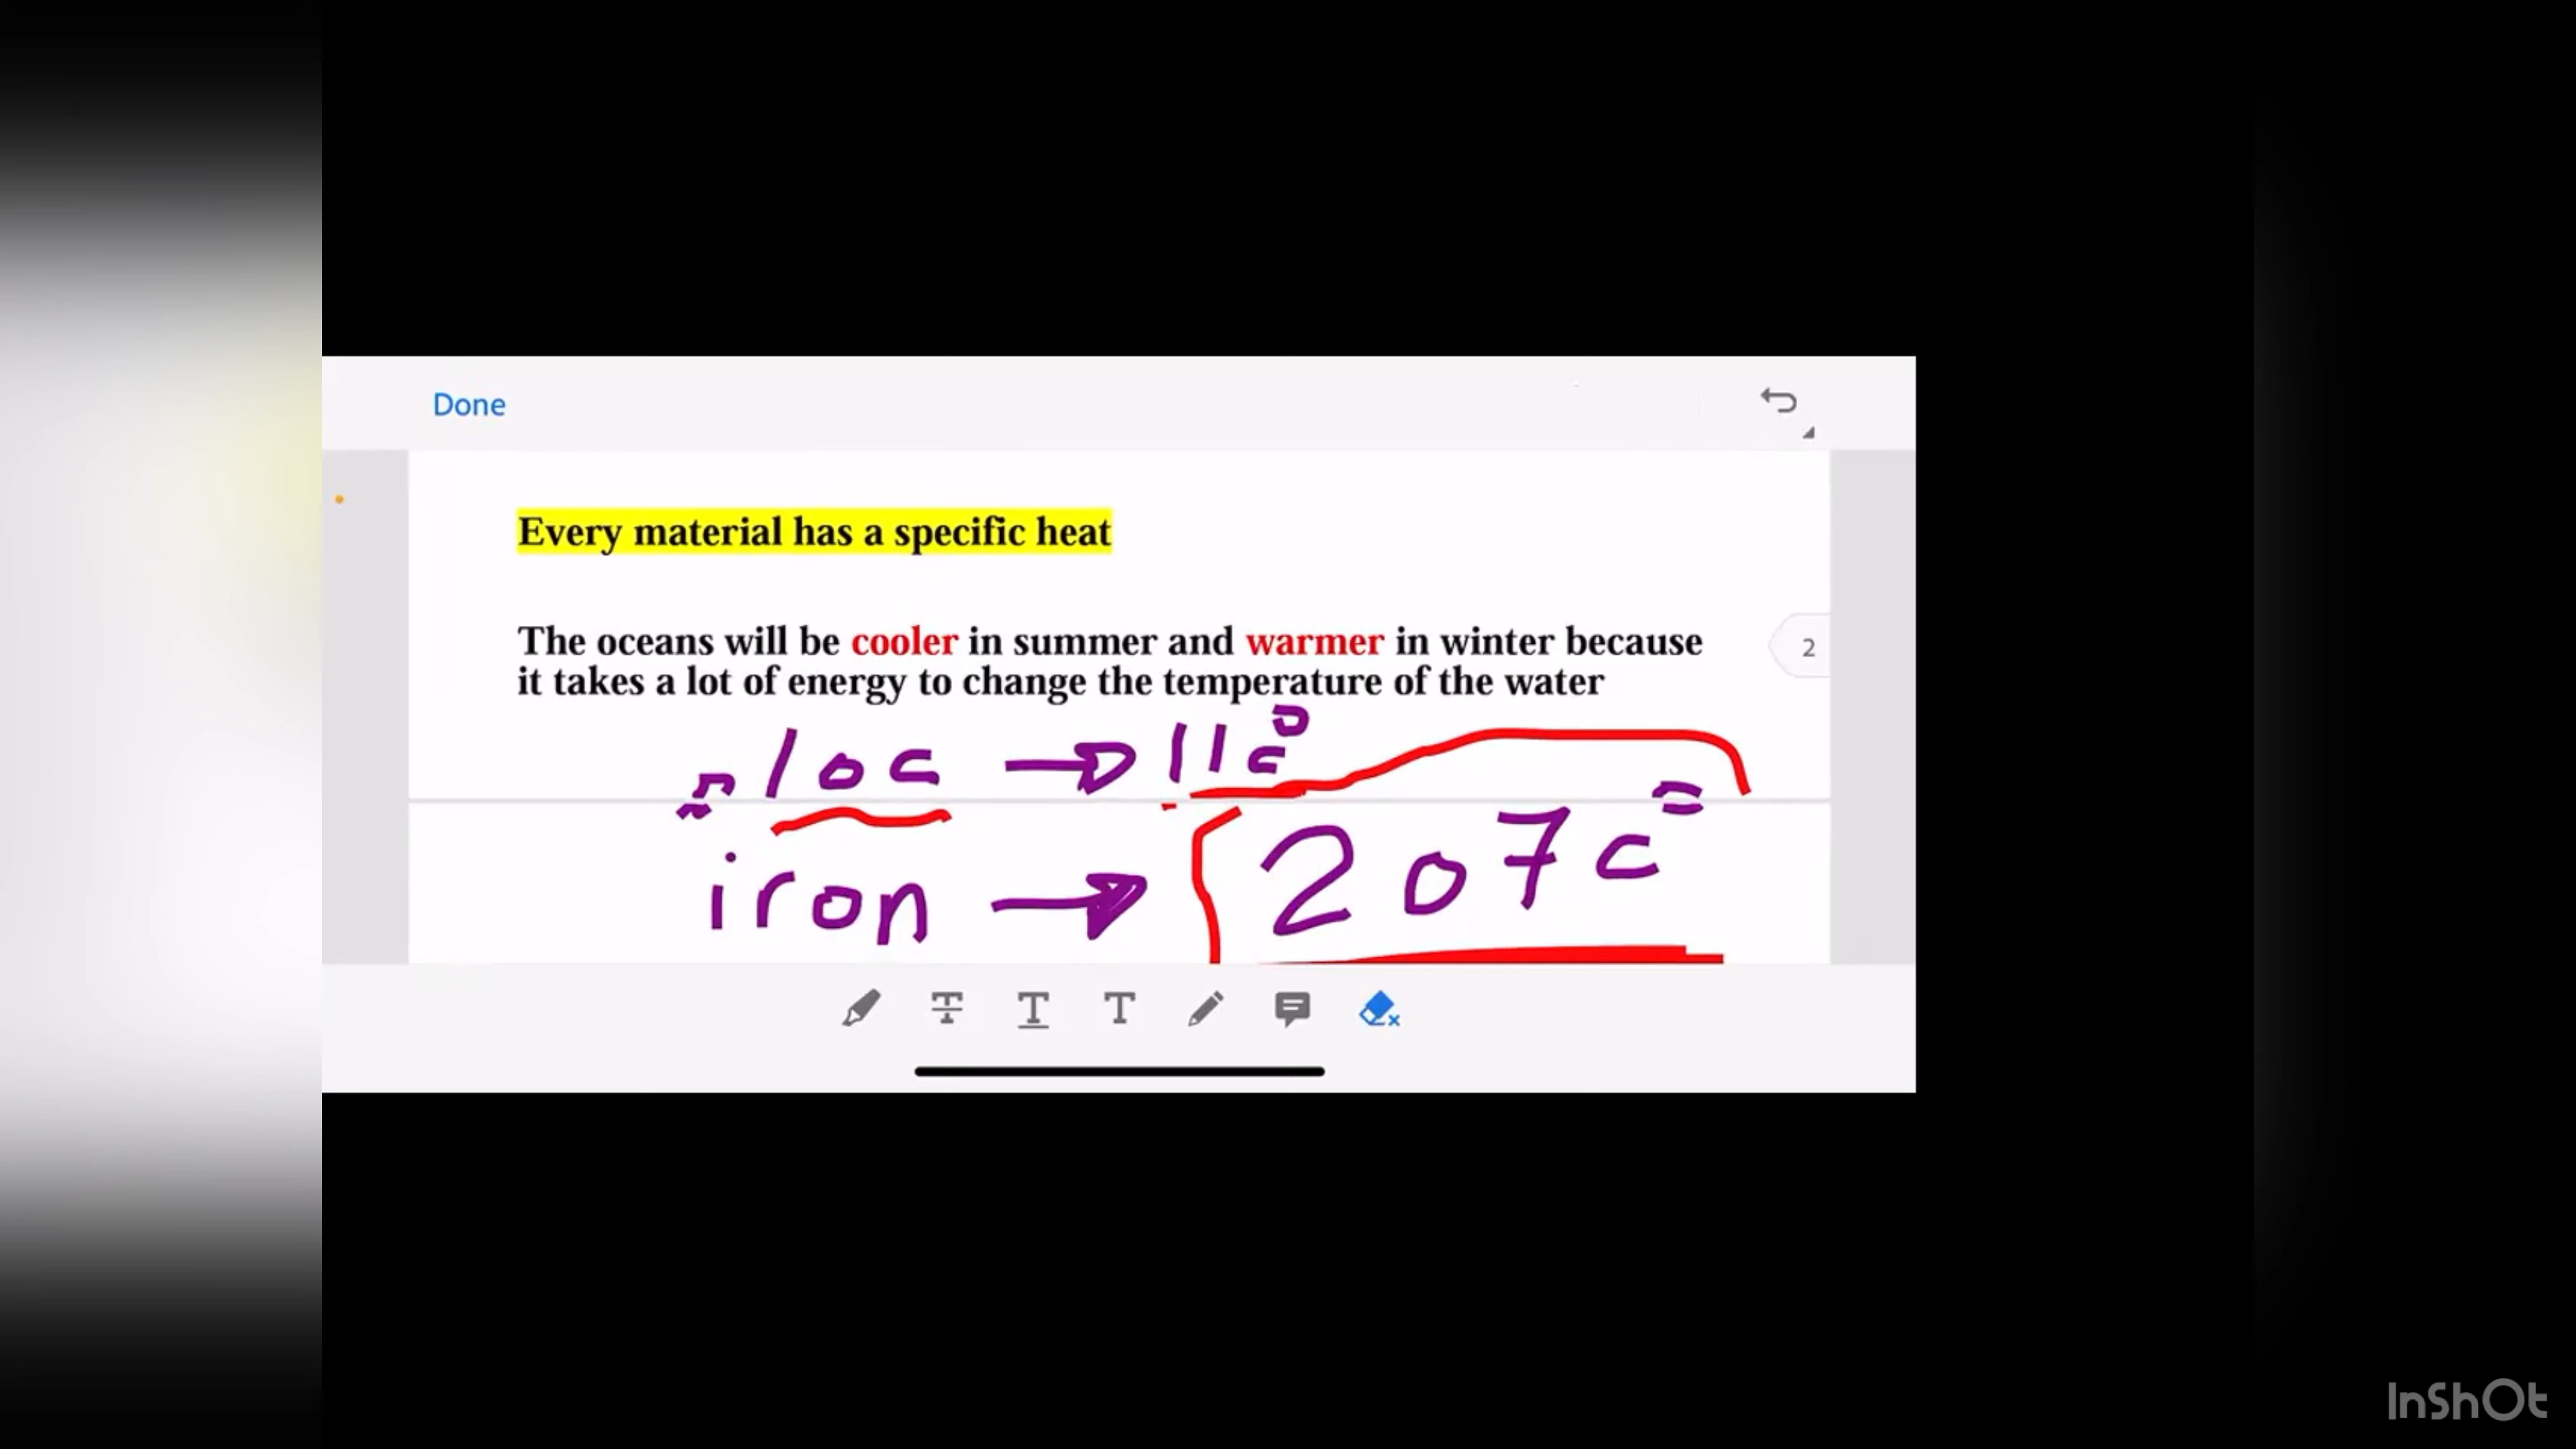 Done
Every material has a specific heat
The oceans will be cooler in summer and warmer in winter because
2
it takes a lot of energy to change the temperature of the water
10c → 11c°
iron → 207c
InShOt